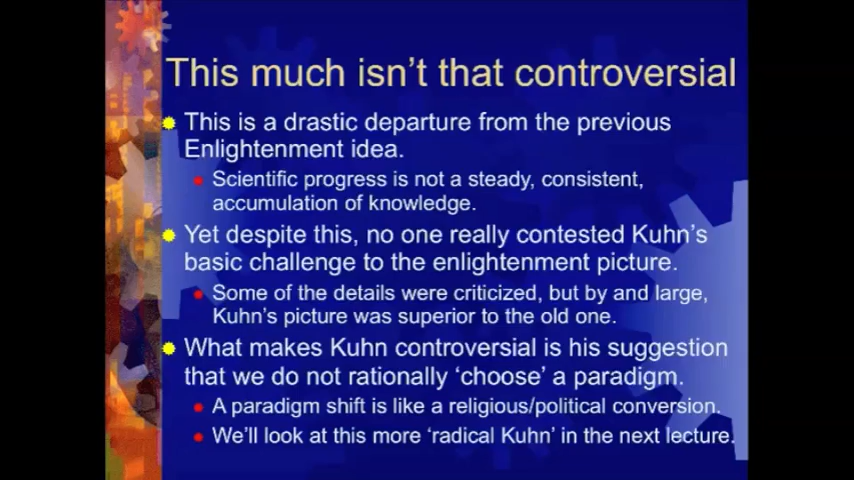 This much isn't that controversial
This is a drastic departure from the previous
Enlightenment idea.
Scientific progress is not a steady, consistent,
accumulation of knowledge.
Yet despite this, no one really contested Kuhn's
basic challenge to the enlightenment picture.
Some of the details were criticized, but by and large,
Kuhn's picture was superior to the old one.
What makes Kuhn controversial is his suggestion
that we do not rationally 'choose' a paradigm.
A paradigm shift is like a religious/political conversion.
We'll look at this more 'radical Kuhn' in the next lecture.